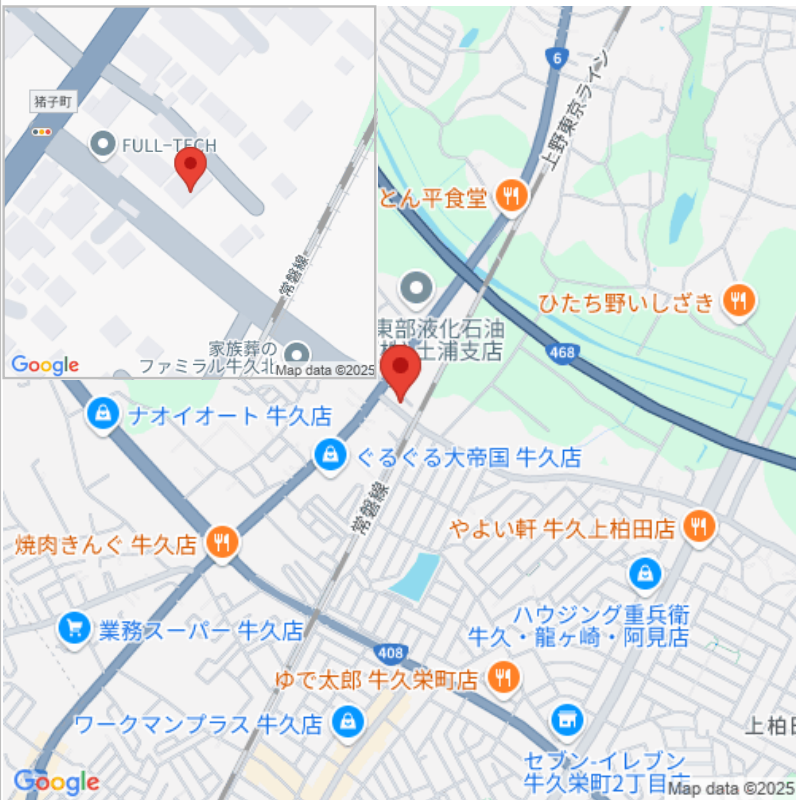 猪子町
FULL-TECH
常磐線
家族葬の
ファミラル牛久北
Google
Map data ©2025
6
上野東京ライン
とん平食堂
ひたち野いしざき
東部液化石油
土浦支店
468
ナオイオート 牛久店
ぐるぐる大帝国 牛久店
常磐線
焼肉きんぐ 牛久店
やよい軒 牛久上柏田店
ハウジング重兵衛
牛久・龍ヶ崎・阿見店
業務スーパー 牛久店
408
ゆで太郎 牛久栄町店
ワークマンプラス 牛久店
上柏田
セブン-イレブン
牛久栄町2丁目店
Google
Map data ©2025